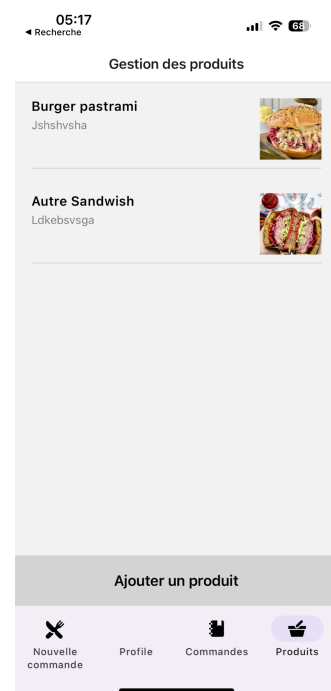 05:17
◀ Recherche
68
Gestion des produits
Burger pastrami
Jshshvsha
Autre Sandwish
Ldkebsvsga
Ajouter un produit
Nouvelle
commande
Profile
Commandes
Produits